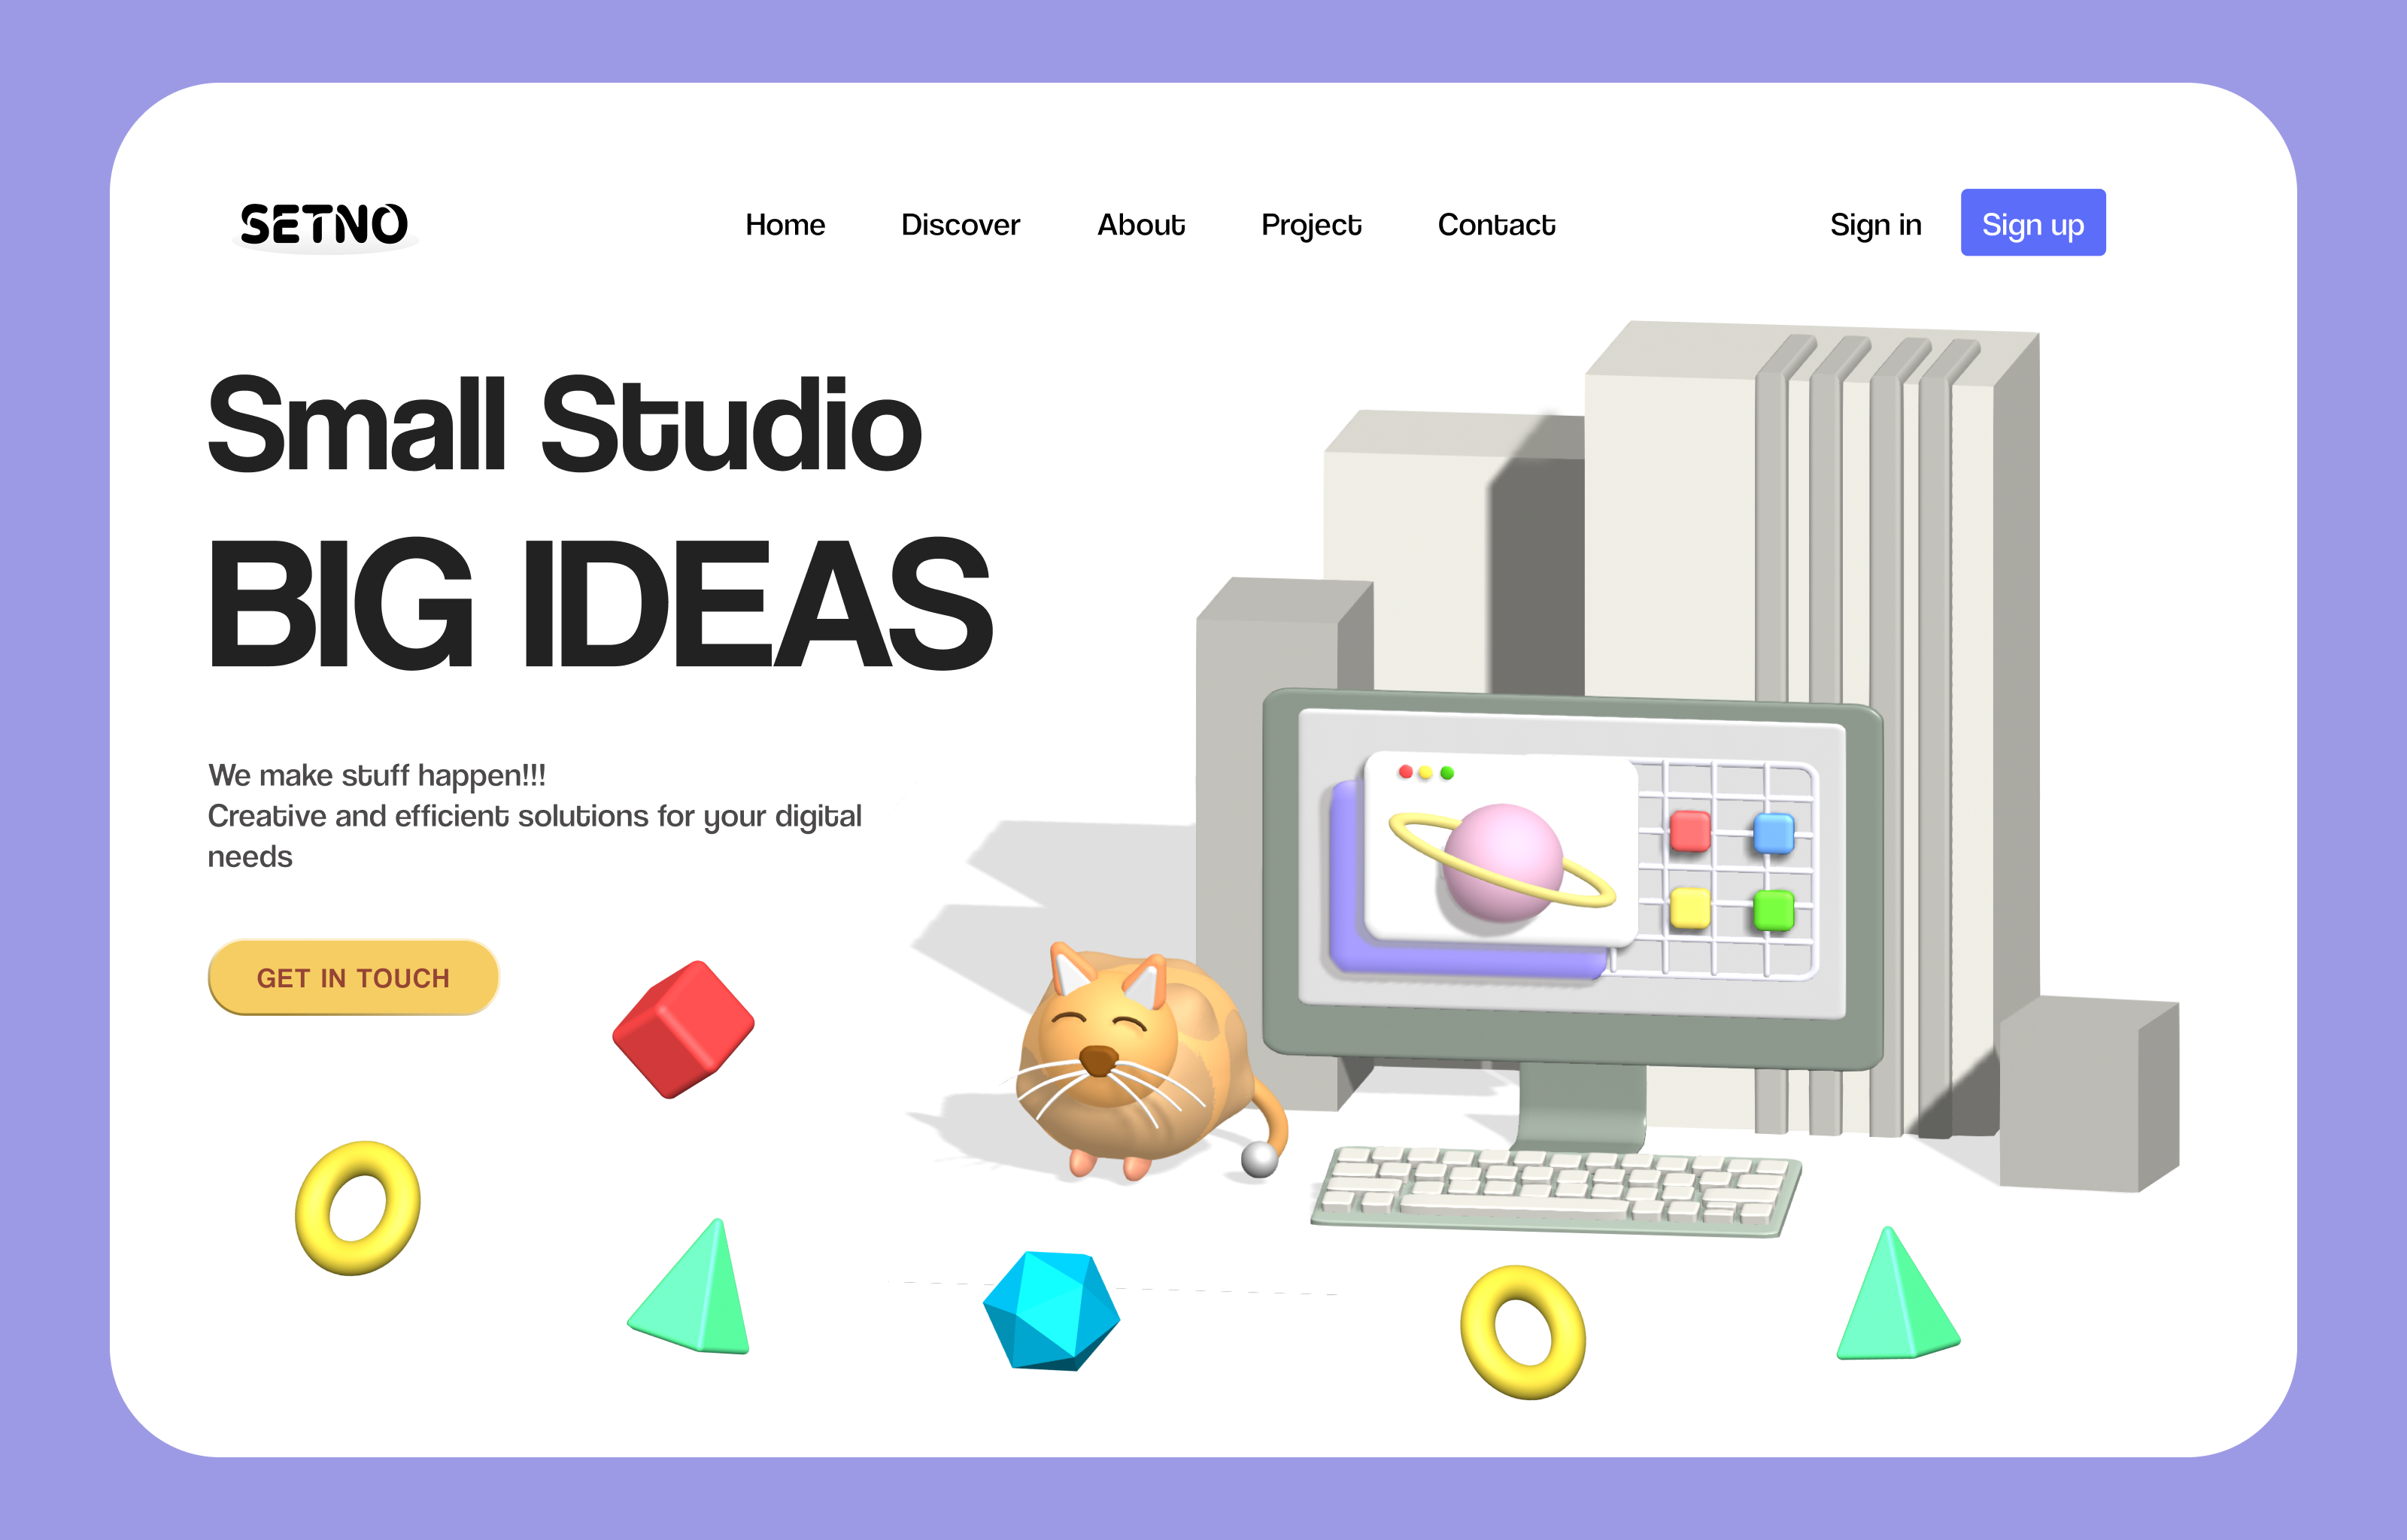 SETNO
Home Discover About Project Contact
Sign in Sign up
Small Studio
BIG IDEAS
We make stuff happen!!!
Creative and efficient solutions for your digital
needs
GET IN TOUCH